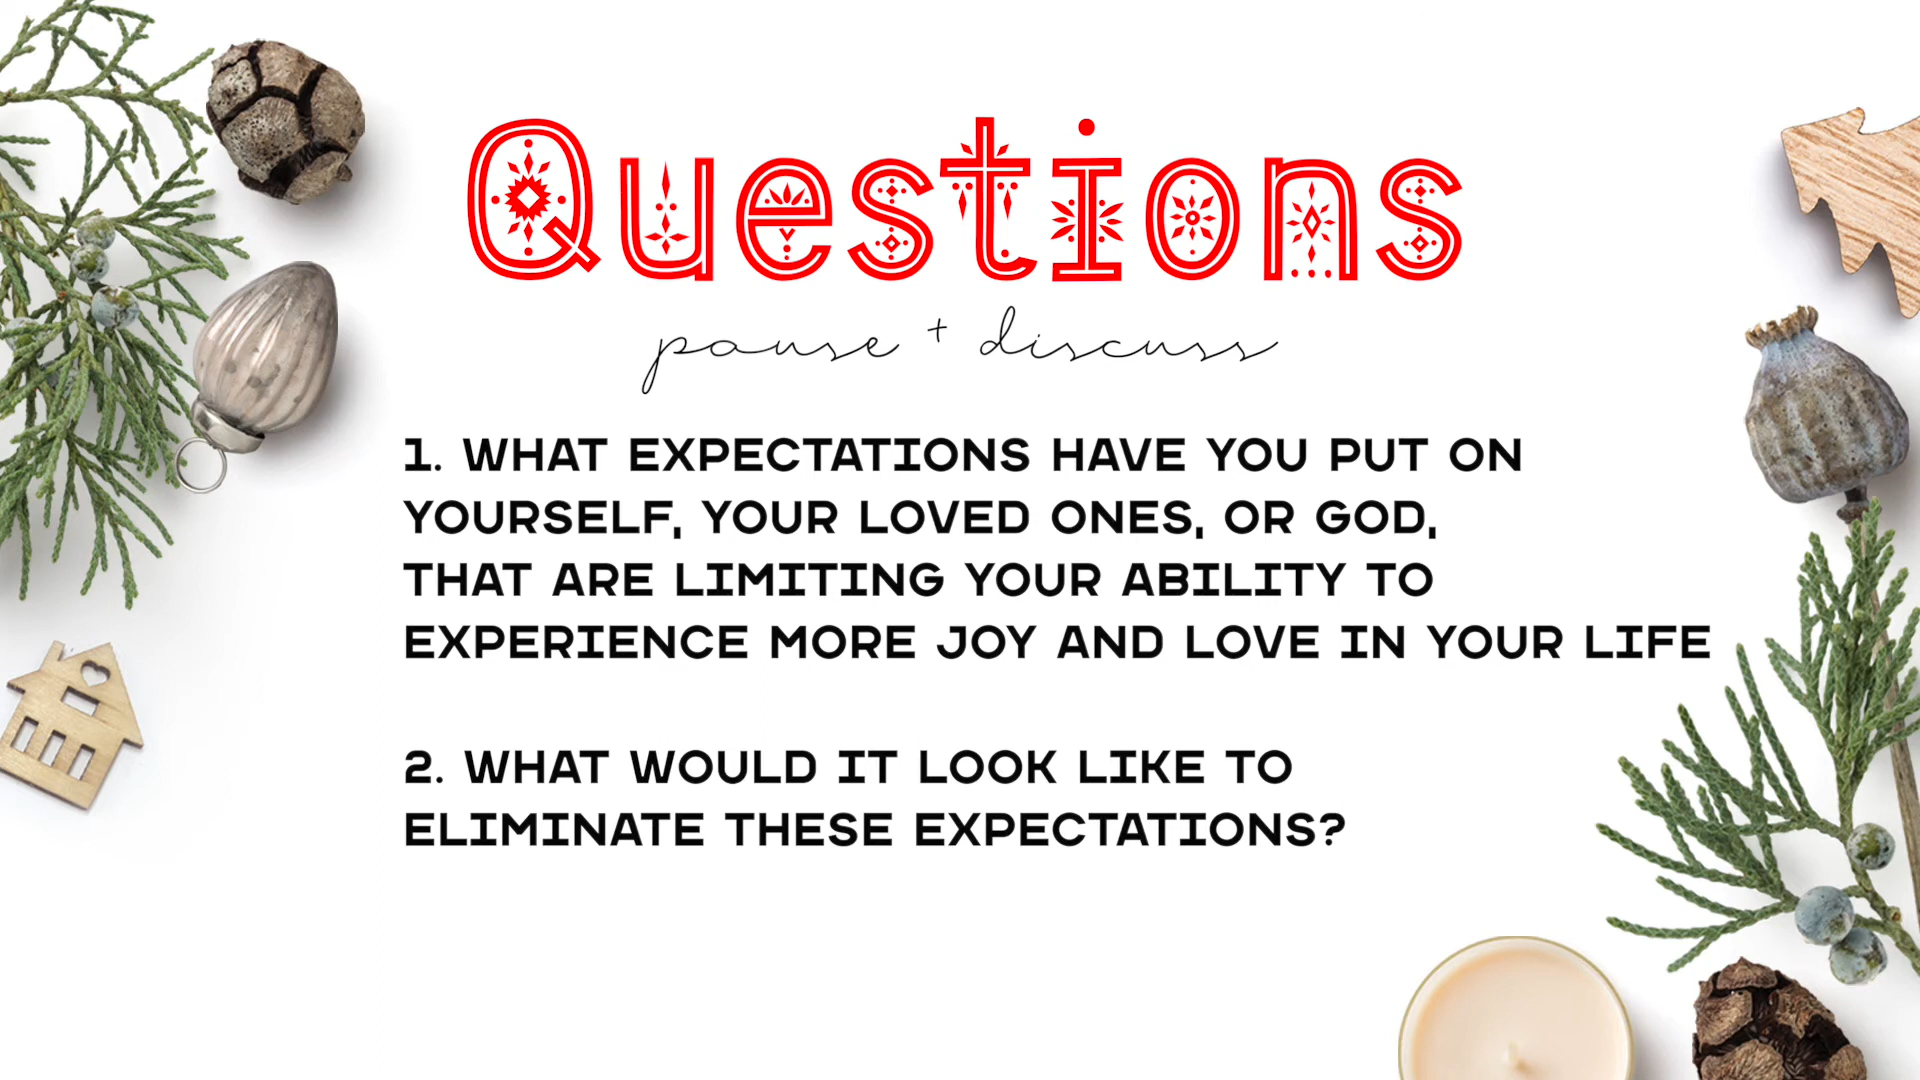 Questions
pause + discuss
1. WHAT EXPECTATIONS HAVE YOU PUT ON
YOURSELF, YOUR LOVED ONES, OR GOD,
THAT ARE LIMITING YOUR ABILITY TO
EXPERIENCE MORE JOY AND LOVE IN YOUR LIFE
2. WHAT WOULD IT LOOK LIKE TO
ELIMINATE THESE EXPECTATIONS?